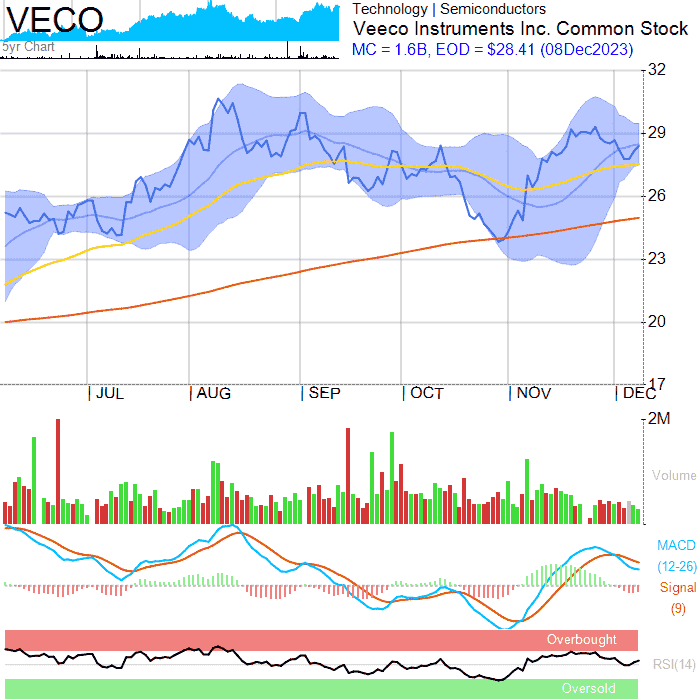 VECO
5yr Chart
Technology | Semiconductors
Veeco Instruments Inc. Common Stock
MC = 1.6B, EOD = $28.41 (08Dec2023)
32
29
26
23
20
17
JUL
AUG
SEP
OCT
NOV
DEC
2M
Volume
MACD
(12-26)
Signal
(9)
Overbought
RSI(14)
Oversold